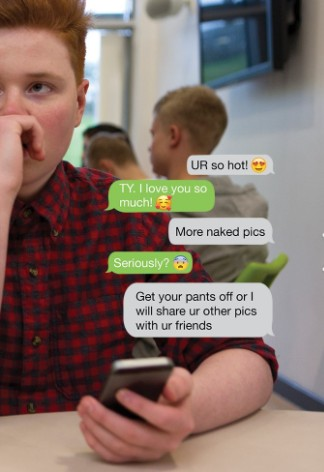 UR so hot! 😍
TY. I love you so
much! 🥰
More naked pics
Seriously? 😰
Get your pants off or I
will share ur other pics
with ur friends